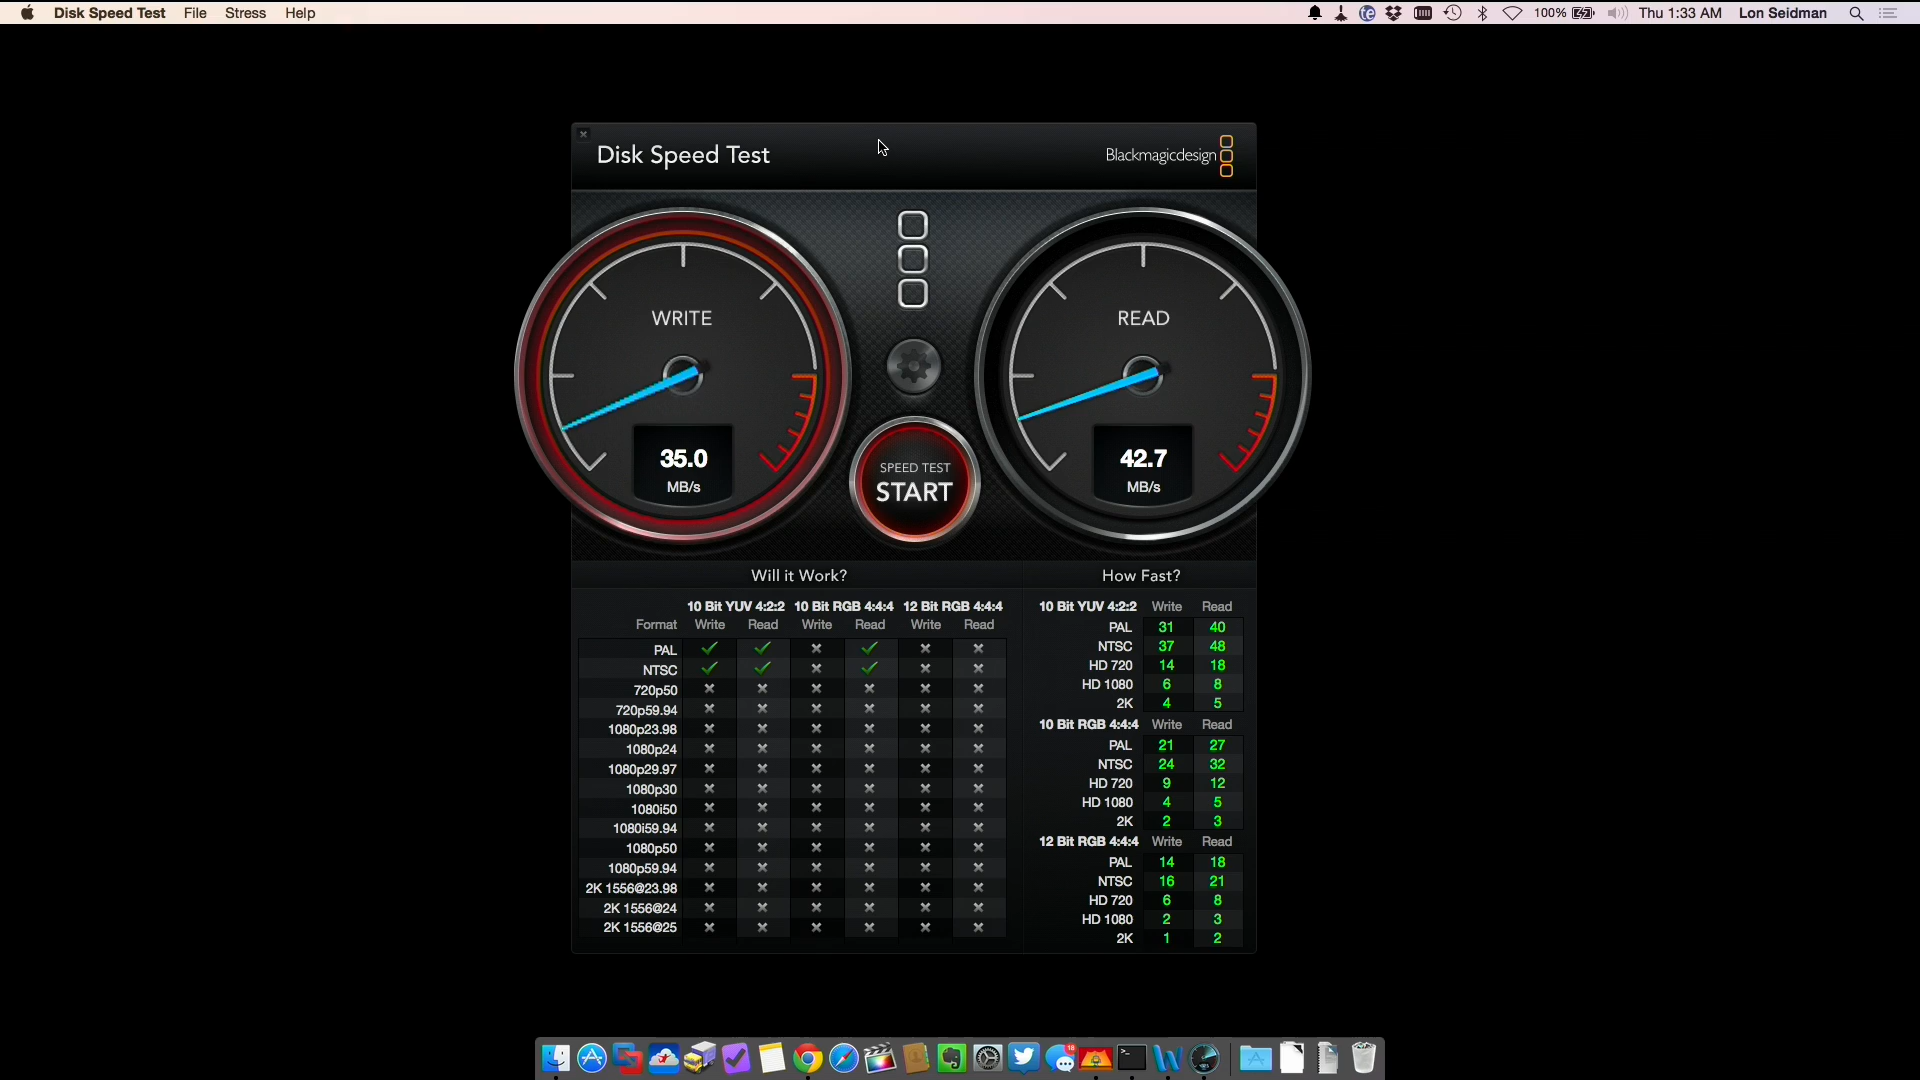 Disk Speed Test File Stress Help 100% Thu 1:33 AM Lon Seidman
Disk Speed Test
Blackmagicdesign
WRITE
35.0
MB/s
READ
42.7
MB/s
SPEED TEST
START
Will it Work?
10 Bit YUV 4:2:2 10 Bit RGB 4:4:4 12 Bit RGB 4:4:4
Format Write Read Write Read Write Read
PAL
NTSC
720p50
720p59.94
1080p23.98
1080p24
1080p29.97
1080p30
1080i50
1080i59.94
1080p50
1080p59.94
2K 1556@23.98
2K 1556@24
2K 1556@25
How Fast?
10 Bit YUV 4:2:2 Write Read
PAL 31 40
NTSC 37 48
HD 720 14 18
HD 1080 6 8
2K 4 5
10 Bit RGB 4:4:4 Write Read
PAL 21 27
NTSC 24 32
HD 720 9 12
HD 1080 4 5
2K 2 3
12 Bit RGB 4:4:4 Write Read
PAL 14 18
NTSC 16 21
HD 720 6 8
HD 1080 2 3
2K 1 2